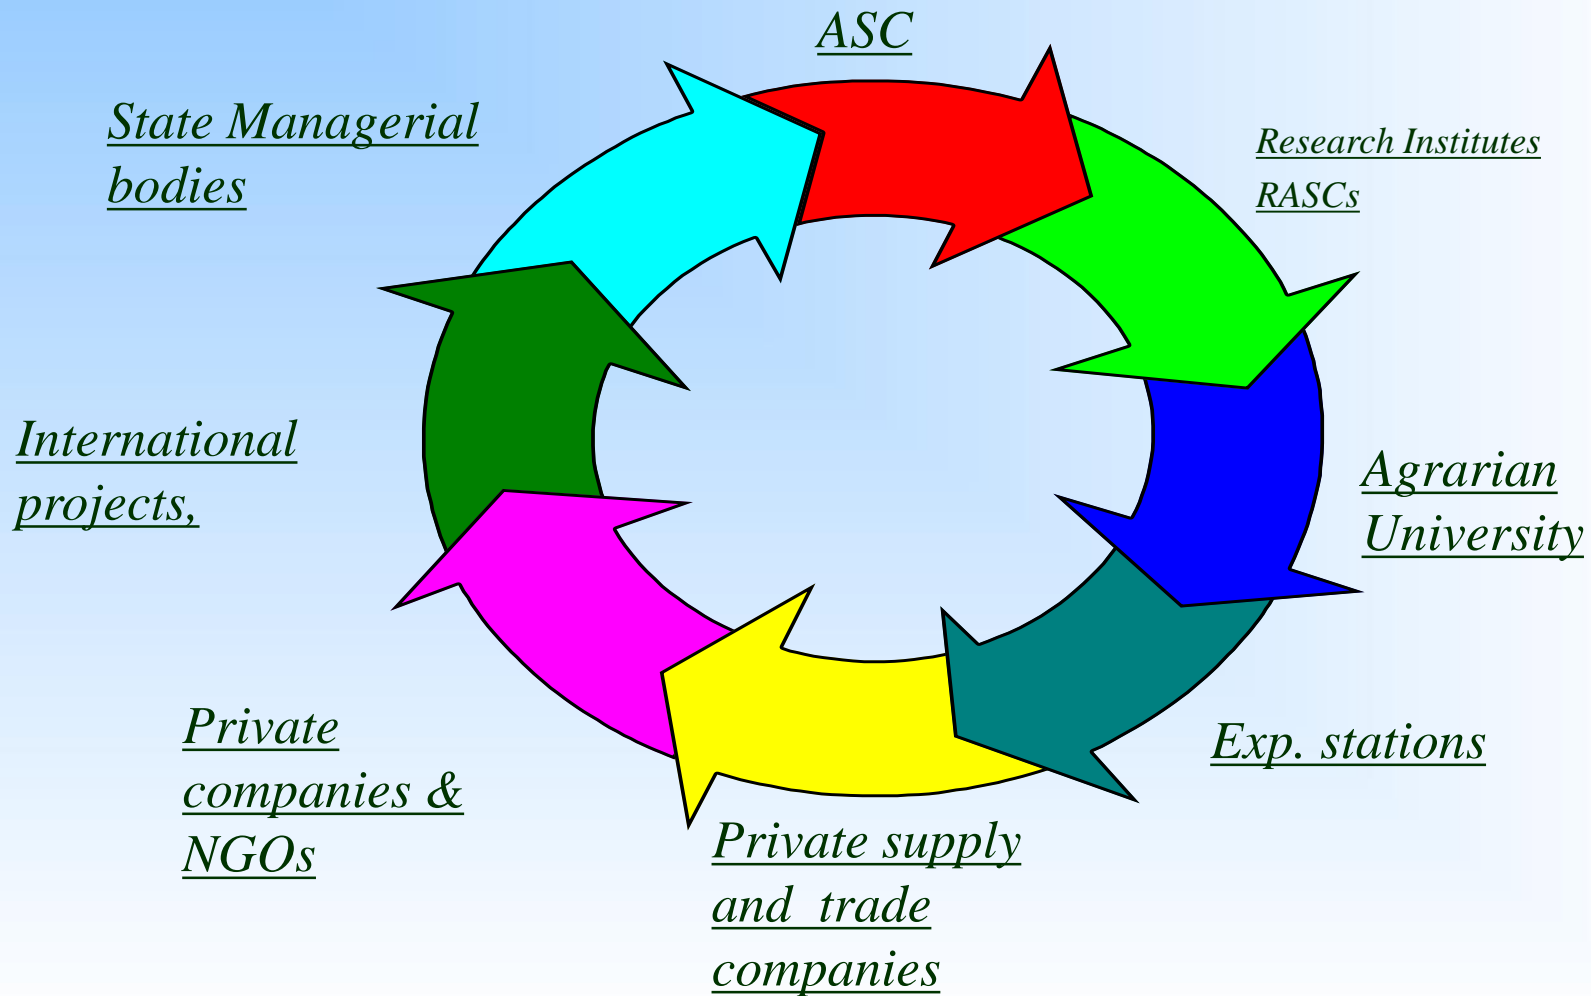 ASC
State Managerial
bodies
Research Institutes
RASCs
International
projects,
Agrarian
University
Private
companies &
NGOs
Exp. stations
Private supply
and  trade
companies